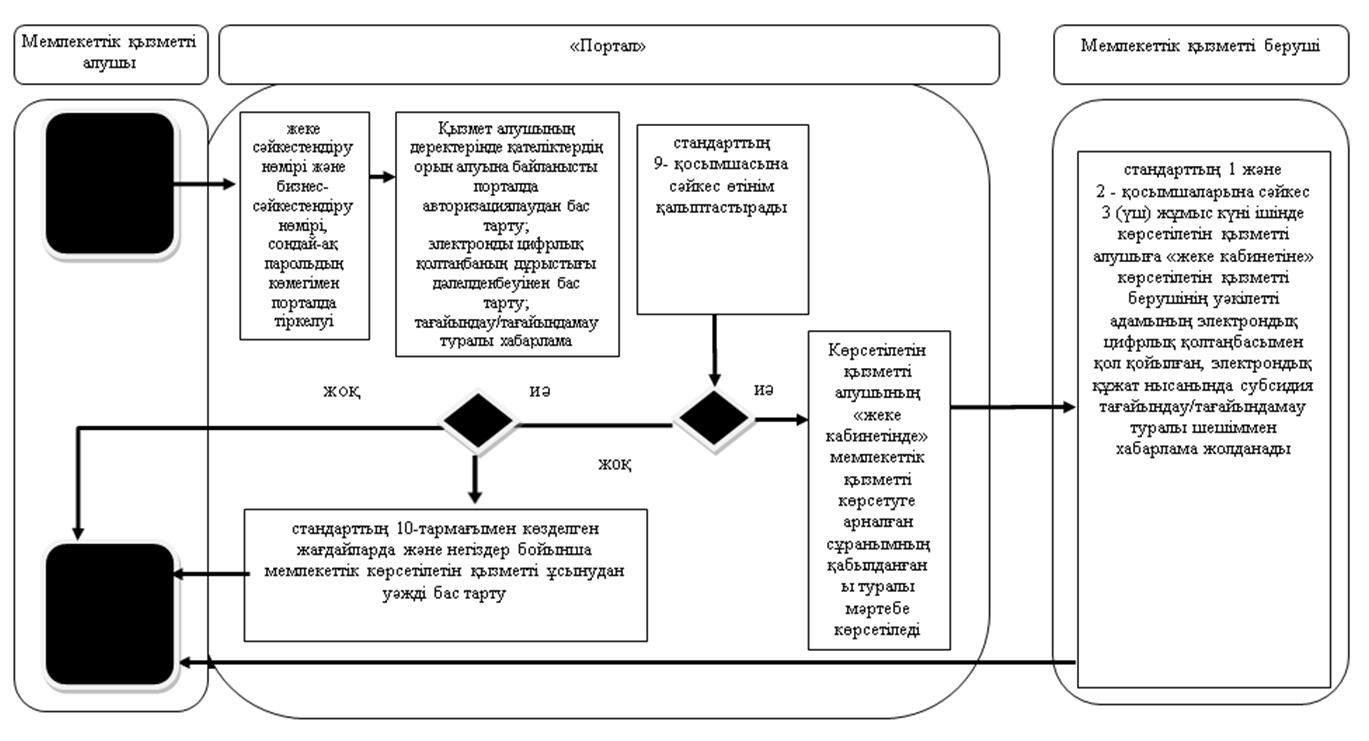 Мемлекеттік қызметті
алушы
«Портал»
Мемлекеттік қызметті беруші
жеке
сәйкестендіру
нөмірі және
бизнес-
сәйкестендіру
нөмірі,
сондай-ақ
парольдың
көмегімен
порталда
тіркелуі
Қызмет алушының
деректерінде қателіктердің
орын алуына байланысты
порталда
авторизациялаудан бас
тарту;
электронды цифрлық
қолтаңбаның дұрыстығы
дәлелденбеуінен бас
тарту;
тағайындау/тағайындамау
туралы хабарлама
стандарттың
9- қосымшасына
сәйкес өтінім
қалыптастырады
стандарттың 1 және
2 - қосымшаларына сәйкес
3 (үш) жұмыс күні ішінде
көрсетілетін қызметті
алушыға «жеке кабинетіне»
көрсетілетін қызметті
берушінің уәкілетті
адамының электрондық
цифрлық қолтаңбасымен
қол қойылған, электрондық
құжат нысанында субсидия
тағайындау/тағайындамау
туралы шешіммен
хабарлама жолданады
жоқ
иә
иә
жоқ
Көрсетілетін
қызметті
алушының
«жеке
кабинетінде»
мемлекеттік
қызметті
көрсетуге
арналған
сұранымның
қабылданған
ы туралы
мәртебе
көрсетіледі
стандарттың 10-тармағымен көзделген
жағдайларда және негіздер бойынша
мемлекеттік көрсетілетін қызметті ұсынудан
уәжді бас тарту